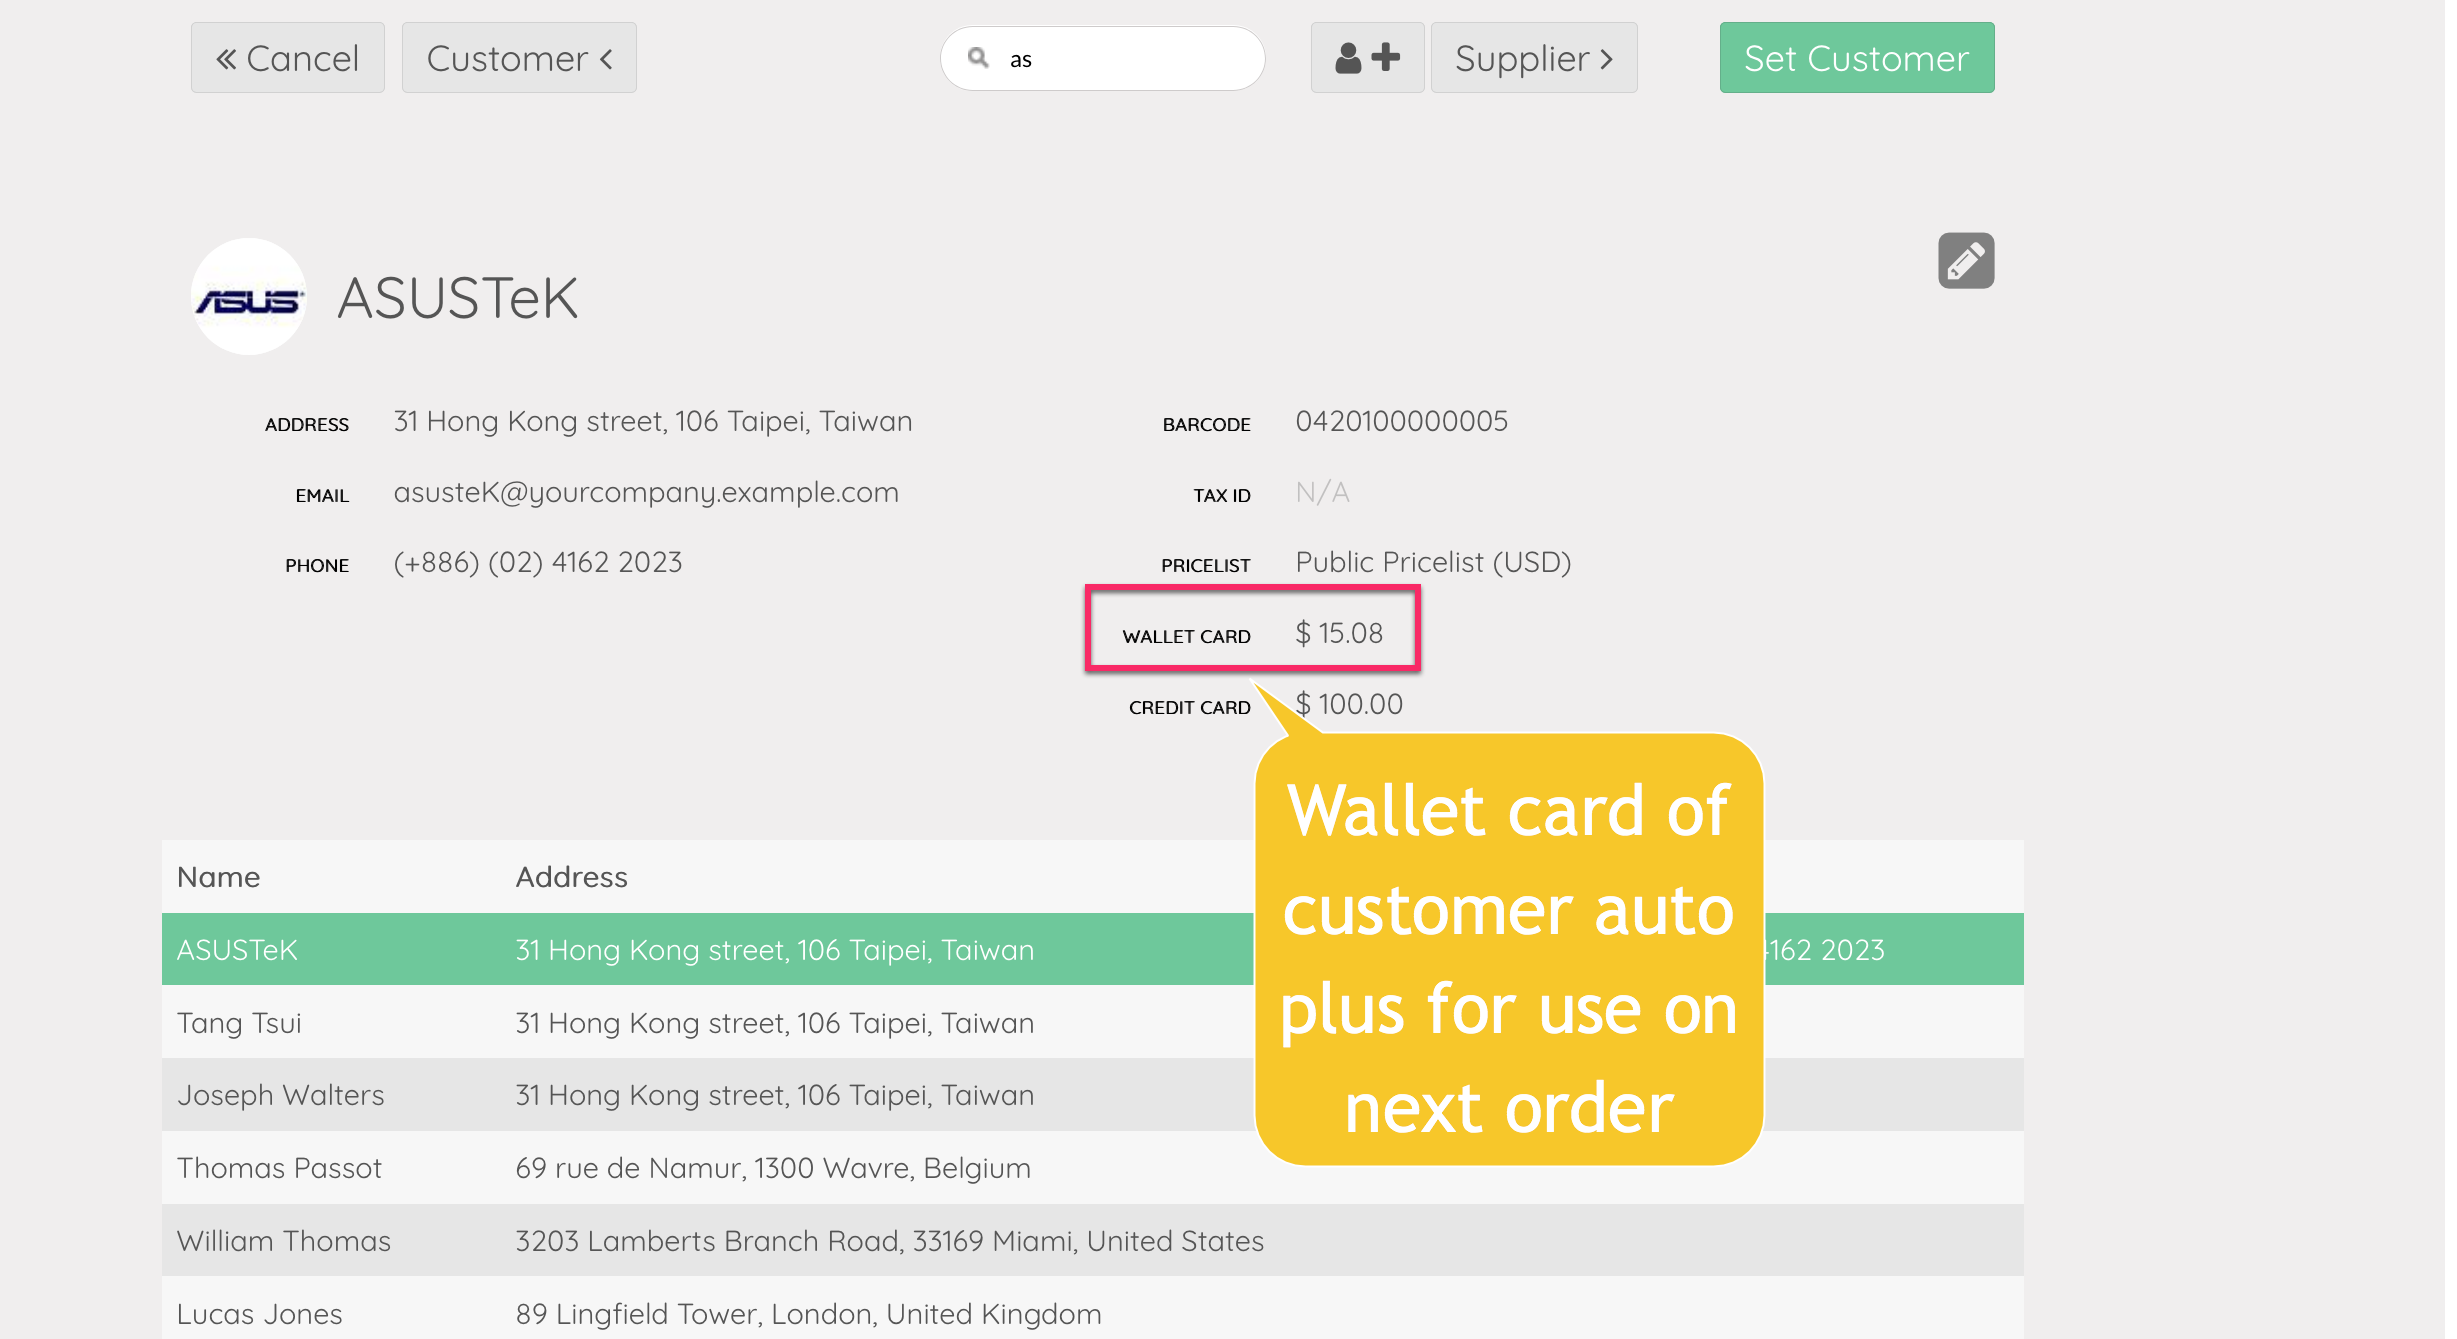 « Cancel
Customer <
as
Supplier >
Set Customer
ASUS
ASUSTeK
ADDRESS 31 Hong Kong street, 106 Taipei, Taiwan
BARCODE 0420100000005
EMAIL asusteK@yourcompany.example.com
TAX ID N/A
PHONE (+886) (02) 4162 2023
PRICELIST Public Pricelist (USD)
WALLET CARD $ 15.08
CREDIT CARD $ 100.00
Wallet card of
customer auto
plus for use on
next order
Name Address
ASUSTeK 31 Hong Kong street, 106 Taipei, Taiwan 4162 2023
Tang Tsui 31 Hong Kong street, 106 Taipei, Taiwan
Joseph Walters 31 Hong Kong street, 106 Taipei, Taiwan
Thomas Passot 69 rue de Namur, 1300 Wavre, Belgium
William Thomas 3203 Lamberts Branch Road, 33169 Miami, United States
Lucas Jones 89 Lingfield Tower, London, United Kingdom